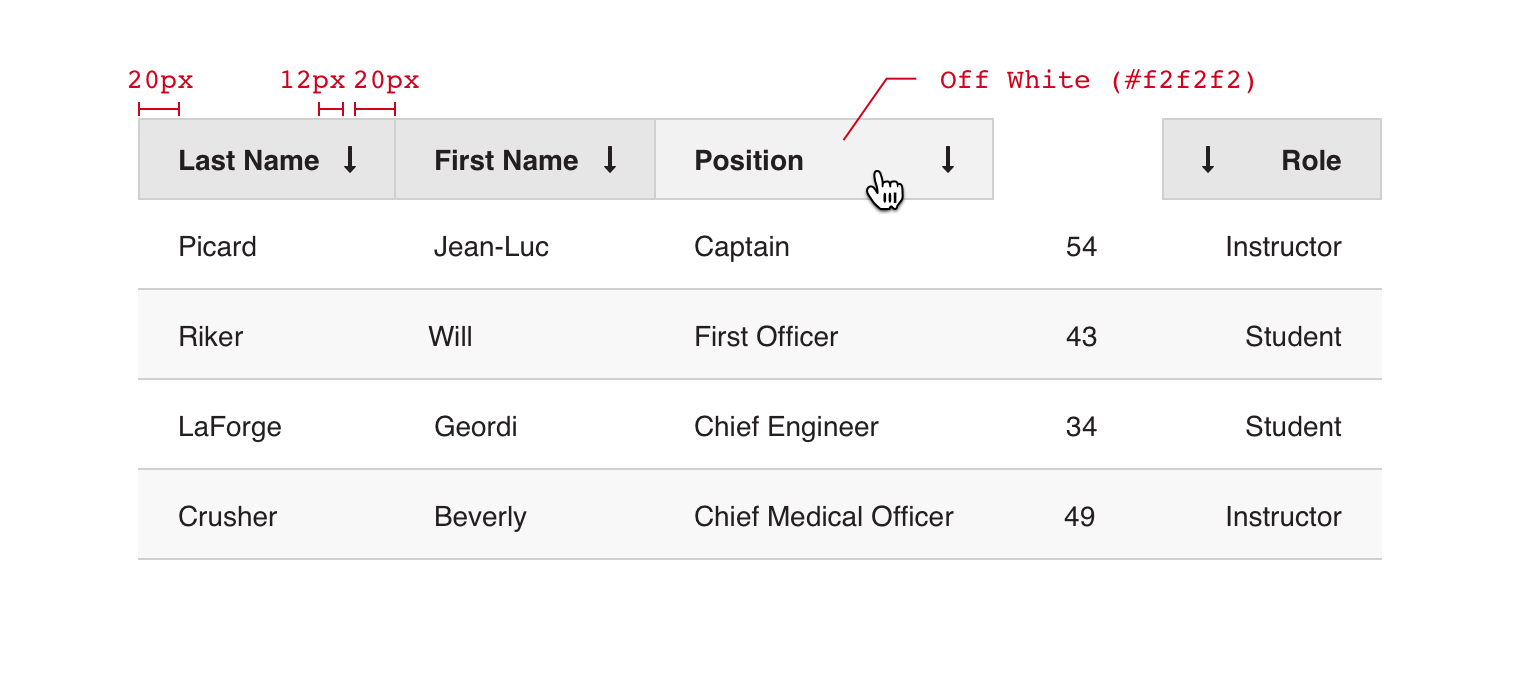 20px 12px 20px Off White (#f2f2f2)
Last Name First Name Position Role
Picard Jean-Luc Captain 54 Instructor
Riker Will First Officer 43 Student
LaForge Geordi Chief Engineer 34 Student
Crusher Beverly Chief Medical Officer 49 Instructor